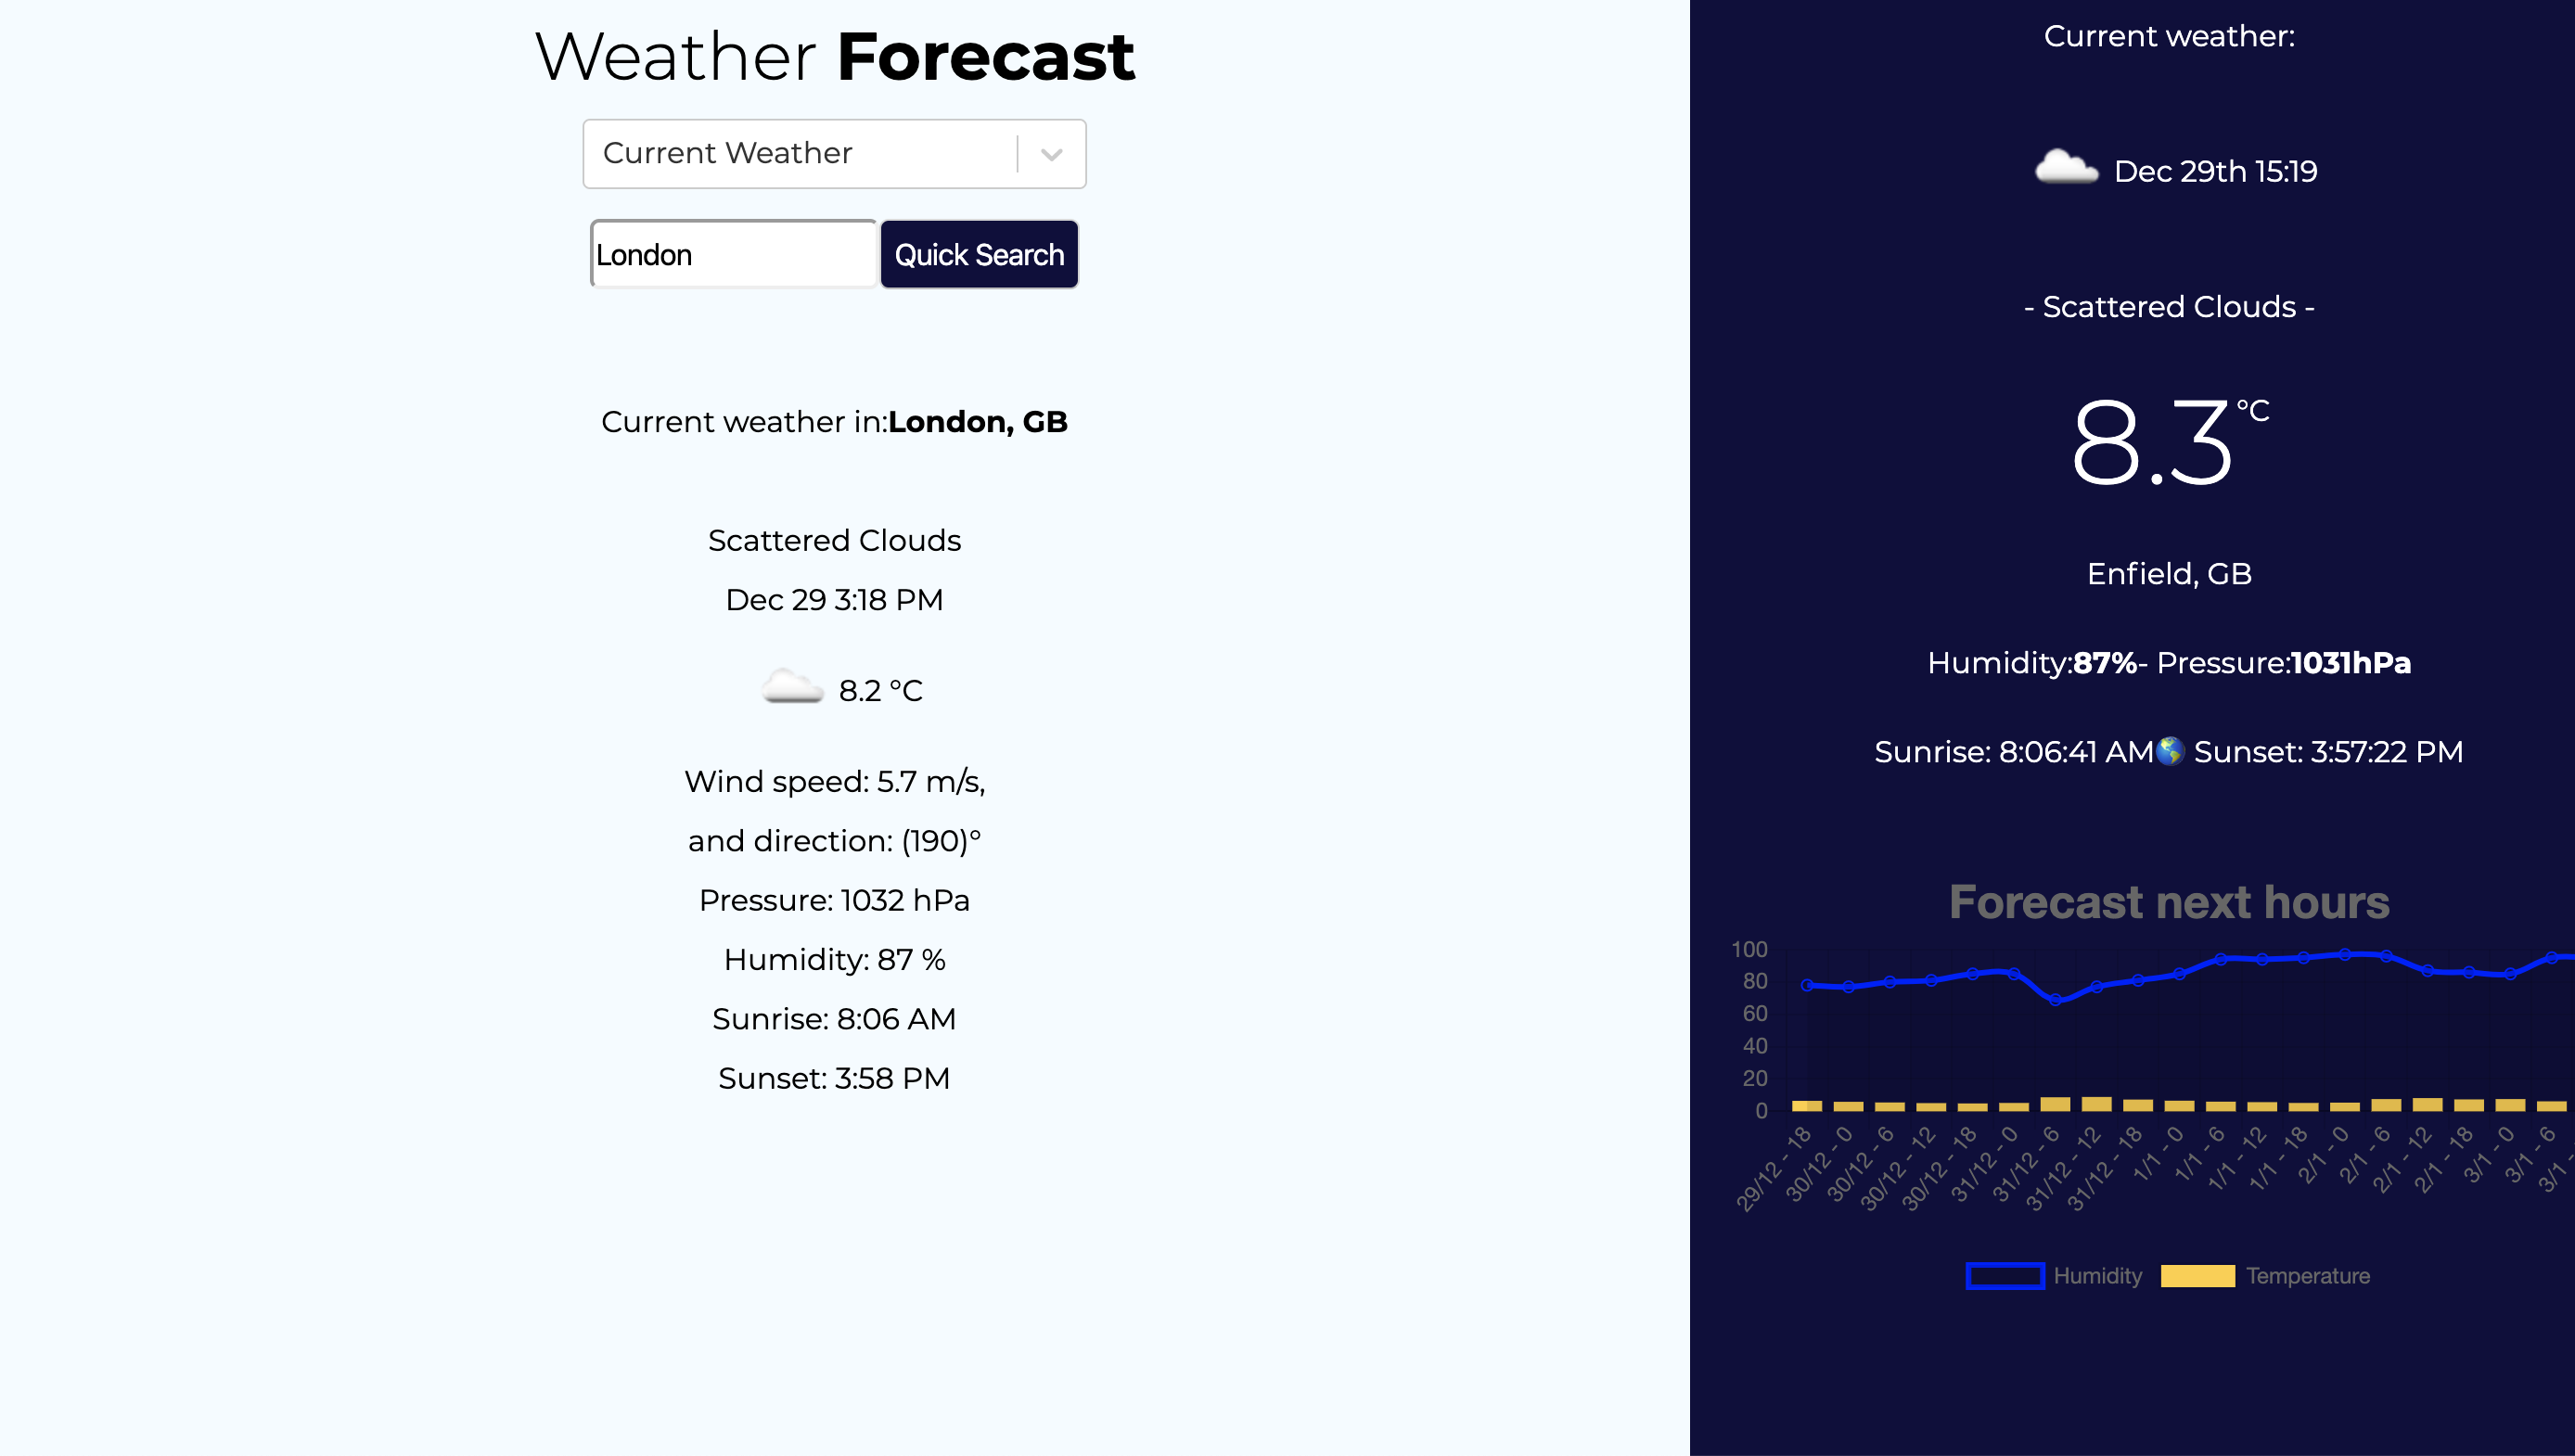 Weather Forecast
Current Weather
London
Quick Search
Current weather in:London, GB
Scattered Clouds
Dec 29 3:18 PM
8.2 °C
Wind speed: 5.7 m/s,
and direction: (190)°
Pressure: 1032 hPa
Humidity: 87 %
Sunrise: 8:06 AM
Sunset: 3:58 PM
Current weather:
Dec 29th 15:19
- Scattered Clouds -
8.3 °C
Enfield, GB
Humidity:87%- Pressure:1031hPa
Sunrise: 8:06:41 AM🌎 Sunset: 3:57:22 PM
Forecast next hours
100
80
60
40
20
0
29/12 - 18
30/12 - 0
30/12 - 6
30/12 - 12
30/12 - 18
31/12 - 0
31/12 - 6
31/12 - 12
31/12 - 18
1/1 - 0
1/1 - 6
1/1 - 12
1/1 - 18
2/1 - 0
2/1 - 6
2/1 - 12
2/1 - 18
3/1 - 0
3/1 - 6
3/1 -
Humidity
Temperature